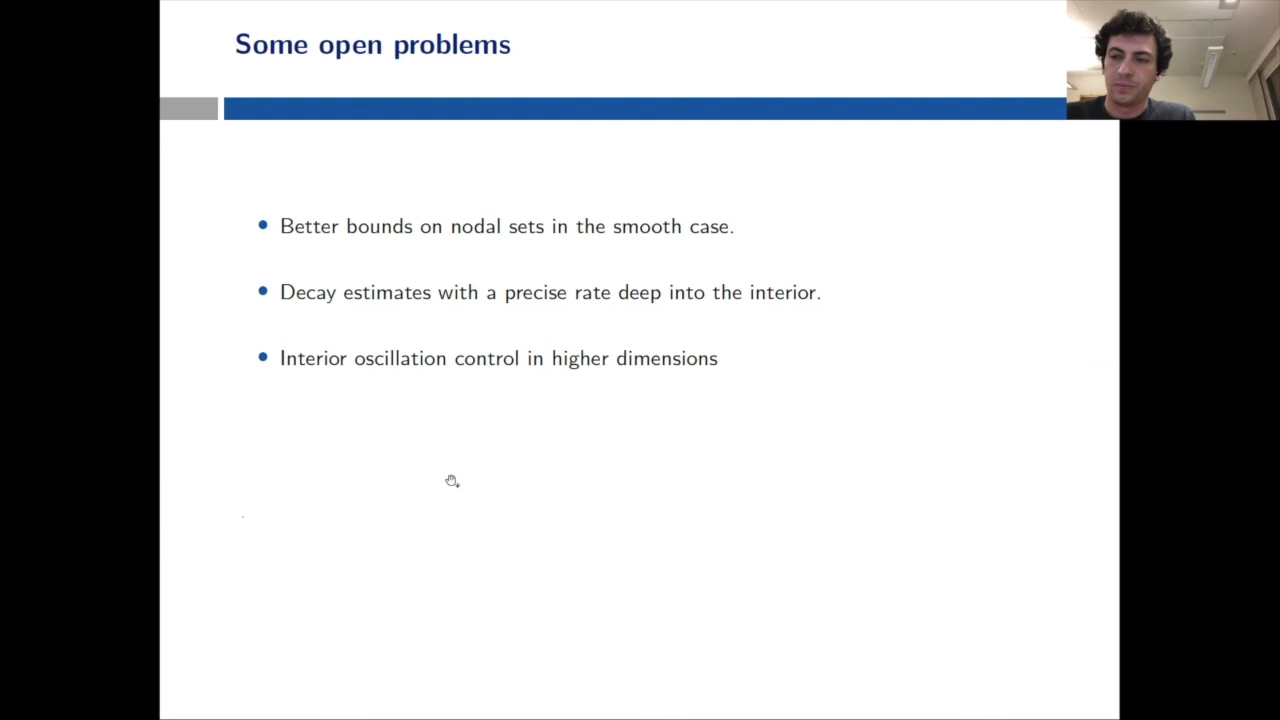 Some open problems
Better bounds on nodal sets in the smooth case.
Decay estimates with a precise rate deep into the interior.
Interior oscillation control in higher dimensions